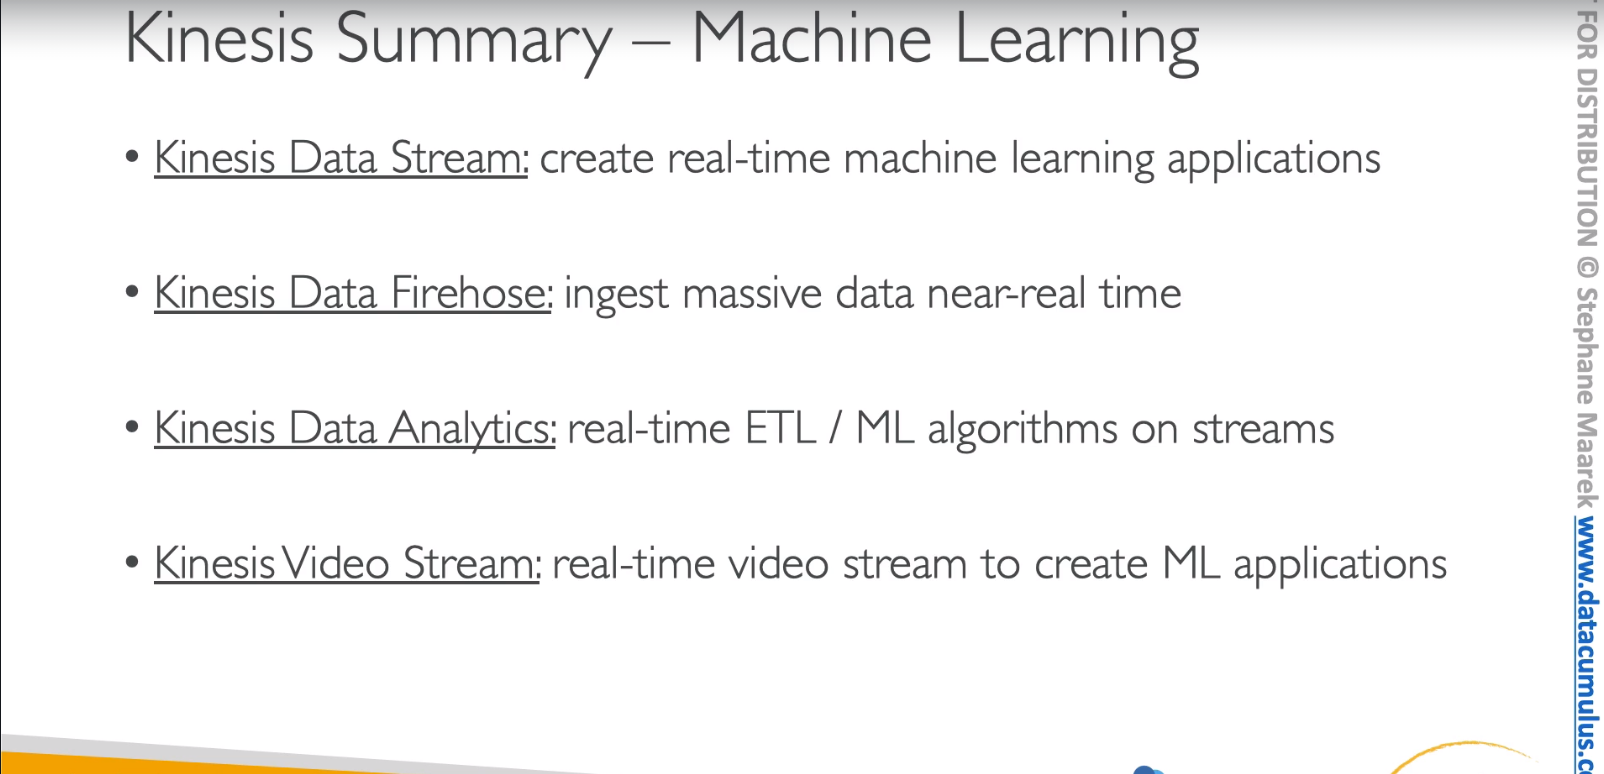 Kinesis Summary – Machine Learning
• Kinesis Data Stream: create real-time machine learning applications
• Kinesis Data Firehose: ingest massive data near-real time
• Kinesis Data Analytics: real-time ETL / ML algorithms on streams
• Kinesis Video Stream: real-time video stream to create ML applications
FOR DISTRIBUTION © Stephane Maarek www.datacumulus.c